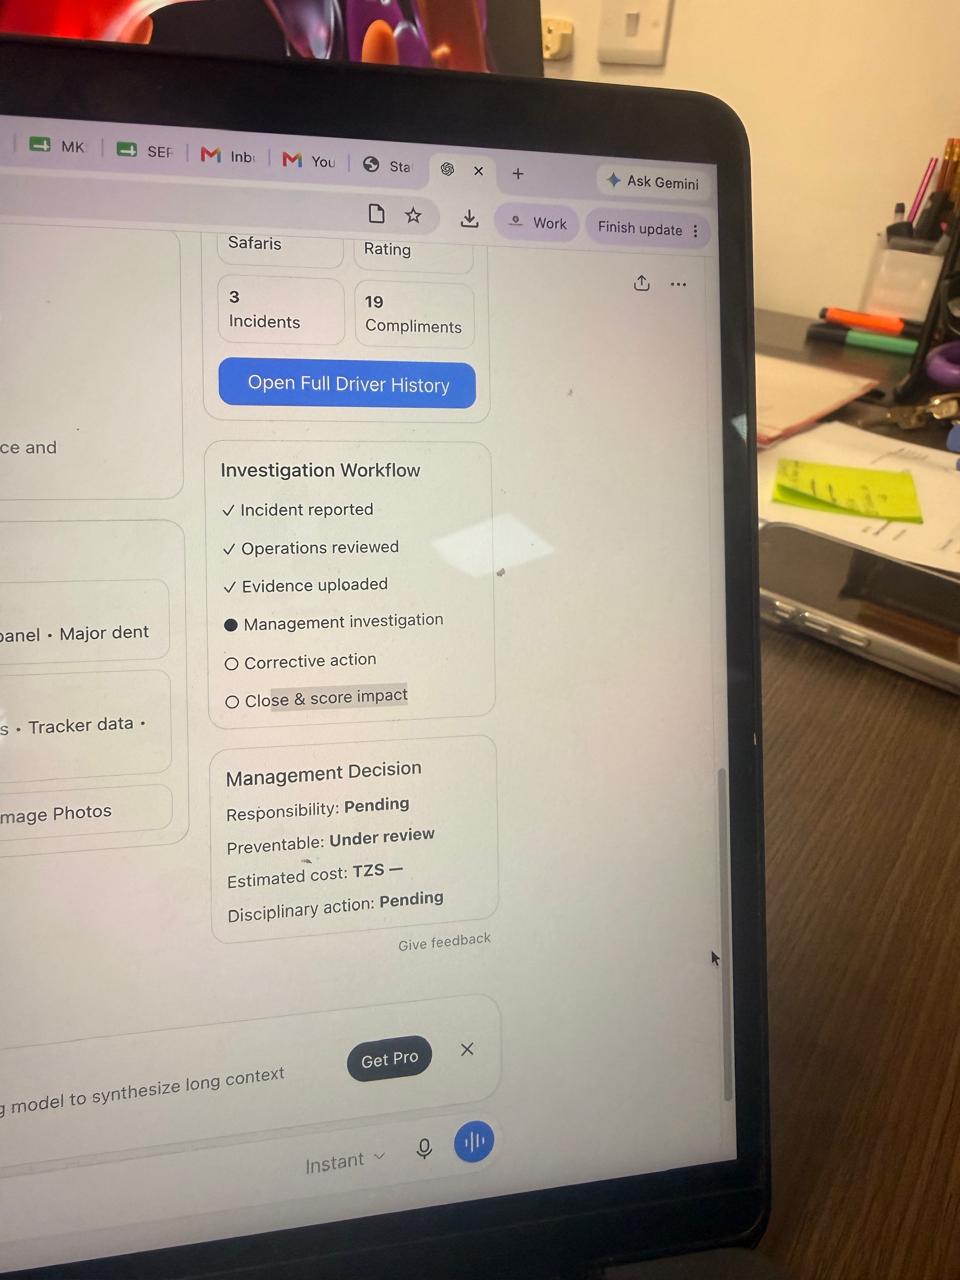 MK
SEF
Inb
You
Sta
Ask Gemini
Work
Finish update
Safaris
Rating
3
Incidents
19
Compliments
Open Full Driver History
ce and
Investigation Workflow
✓ Incident reported
✓ Operations reviewed
✓ Evidence uploaded
● Management investigation
○ Corrective action
○ Close & score impact
panel • Major dent
s • Tracker data •
mage Photos
Management Decision
Responsibility: Pending
Preventable: Under review
Estimated cost: TZS —
Disciplinary action: Pending
Give feedback
g model to synthesize long context
Get Pro
Instant